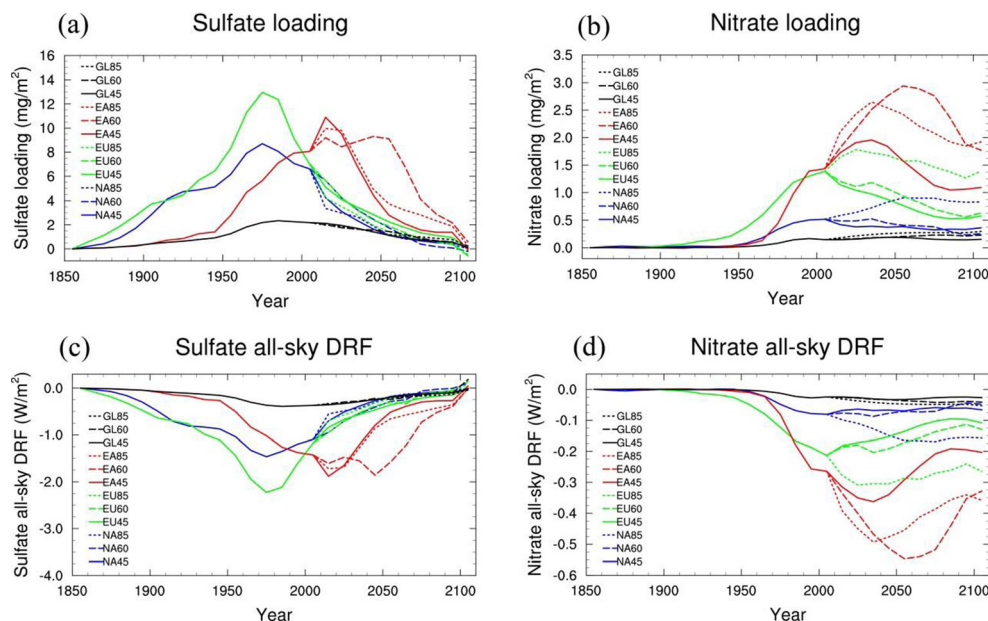 (a)
Sulfate loading
Sulfate loading (mg/m²)
16
14
12
10
8
6
4
2
0
GL85
GL60
GL45
EA85
EA60
EA45
EU85
EU60
EU45
NA85
NA60
NA45
1850
1900
1950
2000
2050
2100
Year
(b)
Nitrate loading
Nitrate loading (mg/m²)
3.5
3.0
2.5
2.0
1.5
1.0
0.5
0.0
GL85
GL60
GL45
EA85
EA60
EA45
EU85
EU60
EU45
NA85
NA60
NA45
1850
1900
1950
2000
2050
2100
Year
(c)
Sulfate all-sky DRF
Sulfate all-sky DRF (W/m²)
0.0
-1.0
-2.0
-3.0
-4.0
GL85
GL60
GL45
EA85
EA60
EA45
EU85
EU60
EU45
NA85
NA60
NA45
1850
1900
1950
2000
2050
2100
Year
(d)
Nitrate all-sky DRF
Nitrate all-sky DRF (W/m²)
0.0
-0.1
-0.2
-0.3
-0.4
-0.5
-0.6
GL85
GL60
GL45
EA85
EA60
EA45
EU85
EU60
EU45
NA85
NA60
NA45
1850
1900
1950
2000
2050
2100
Year